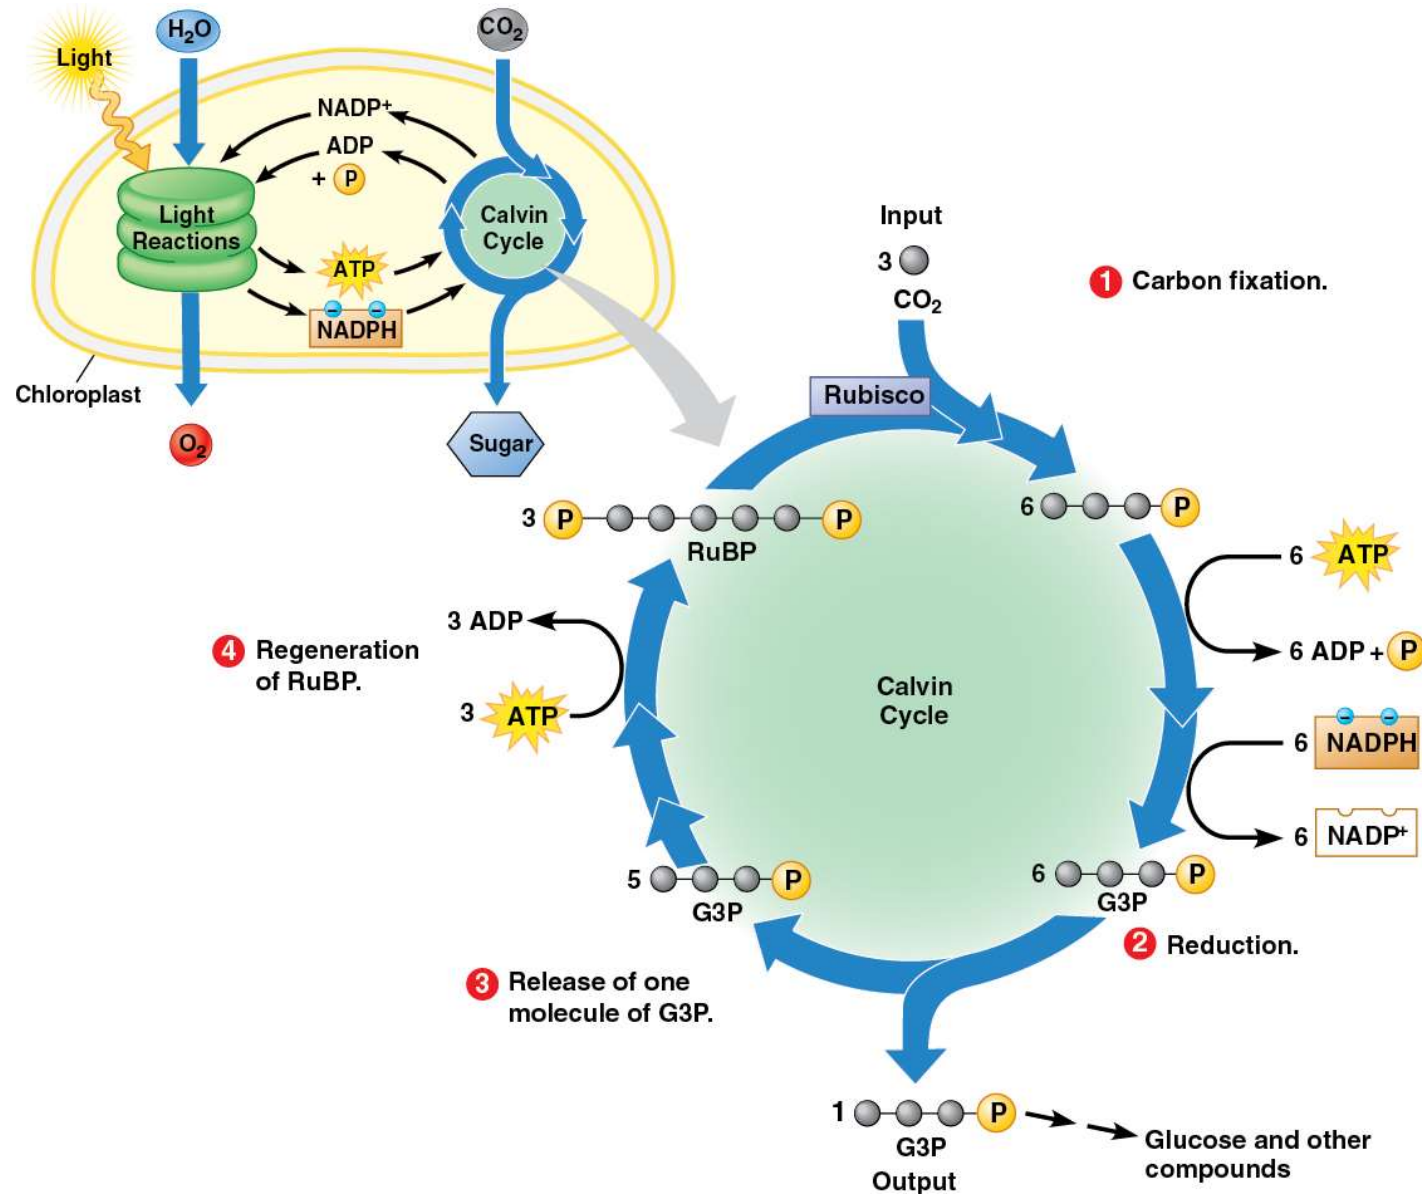 H₂O
CO₂
Light
NADP⁺
ADP
+ P
Light
Reactions
Calvin
Cycle
ATP
NADPH
Chloroplast
O₂
Sugar
Input
3
CO₂
1 Carbon fixation.
Rubisco
3 P P
RuBP
6 P
6 ATP
6 ADP + P
6 NADPH
6 NADP⁺
3 ADP
4 Regeneration
of RuBP.
3 ATP
Calvin
Cycle
5 P
G3P
6 P
G3P
2 Reduction.
3 Release of one
molecule of G3P.
1 P
G3P
Output
Glucose and other
compounds